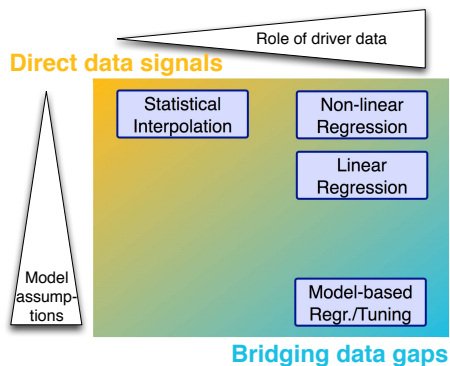 Role of driver data
Direct data signals
Statistical
Interpolation
Non-linear
Regression
Linear
Regression
Model
assump-
tions
Model-based
Regr./Tuning
Bridging data gaps